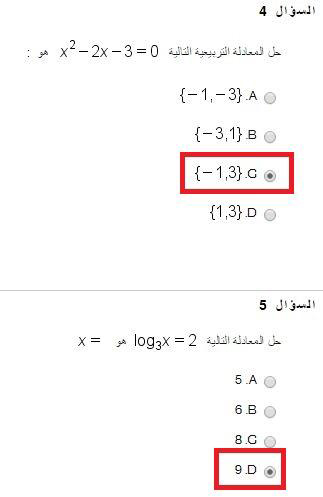 السؤال 4
حل المعادلة التربيعية التالية x² − 2x − 3 = 0 هو :
{−1,−3} .A
{−3,1} .B
{−1,3} .C
{1,3} .D
السؤال 5
حل المعادلة التالية log₃x = 2 هو x =
5 .A
6 .B
8 .C
9 .D